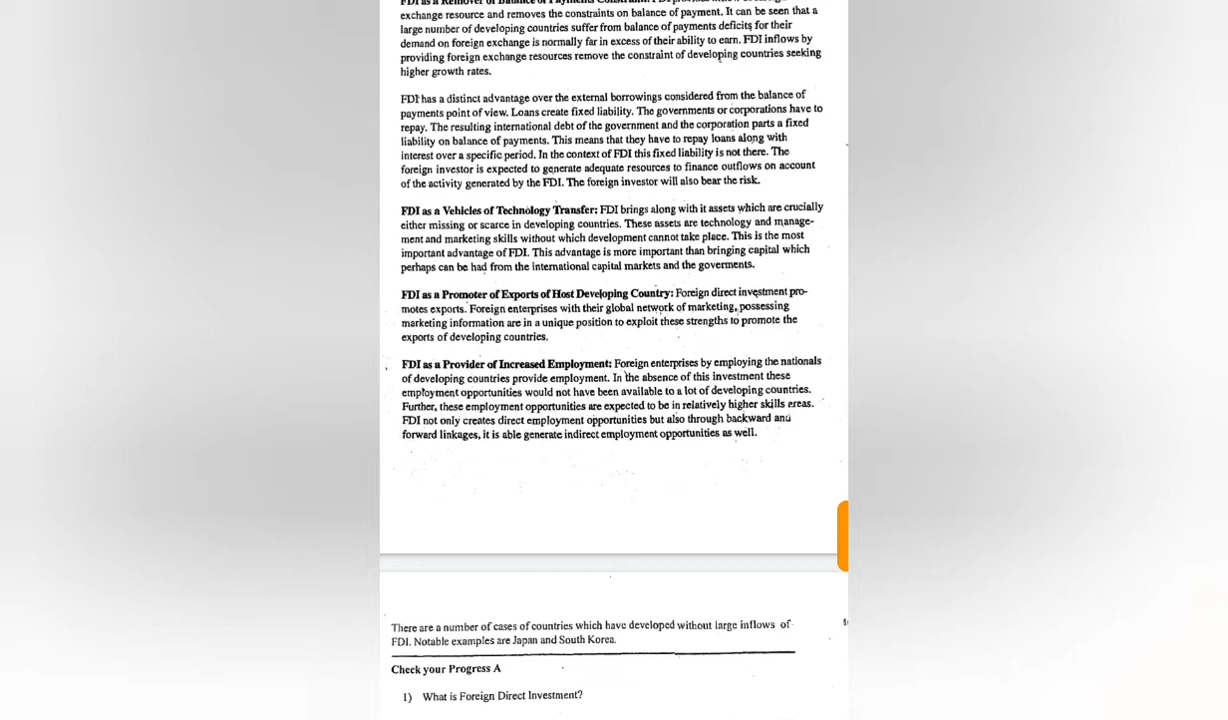 exchange resource and removes the constraints on balance of payment. It can be seen that a
large number of developing countries suffer from balance of payments deficits for their
demand on foreign exchange is normally far in excess of their ability to earn. FDI inflows by
providing foreign exchange resources remove the constraint of developing countries seeking
higher growth rates.
FDI has a distinct advantage over the external borrowings considered from the balance of
payments point of view. Loans create fixed liability. The governments or corporations have to
repay. The resulting international debt of the government and the corporation parts a fixed
liability on balance of payments. This means that they have to repay loans along with
interest over a specific period. In the context of FDI this fixed liability is not there. The
foreign investor is expected to generate adequate resources to finance outflows on account
of the activity generated by the FDI. The foreign investor will also bear the risk.
FDI as a Vehicles of Technology Transfer: FDI brings along with it assets which are crucially
either missing or scarce in developing countries. These assets are technology and manage-
ment and marketing skills without which development cannot take place. This is the most
important advantage of FDI. This advantage is more important than bringing capital which
perhaps can be had from the international capital markets and the goverments.
FDI as a Promoter of Exports of Host Developing Country: Foreign direct investment pro-
motes exports. Foreign enterprises with their global network of marketing, possessing
marketing information are in a unique position to exploit these strengths to promote the
exports of developing countries.
FDI as a Provider of Increased Employment: Foreign enterprises by employing the nationals
of developing countries provide employment. In the absence of this investment these
employment opportunities would not have been available to a lot of developing countries.
Further, these employment opportunities are expected to be in relatively higher skills areas.
FDI not only creates direct employment opportunities but also through backward and
forward linkages, it is able generate indirect employment opportunities as well.
There are a number of cases of countries which have developed without large inflows of
FDI. Notable examples are Japan and South Korea.
Check your Progress A
1) What is Foreign Direct Investment?